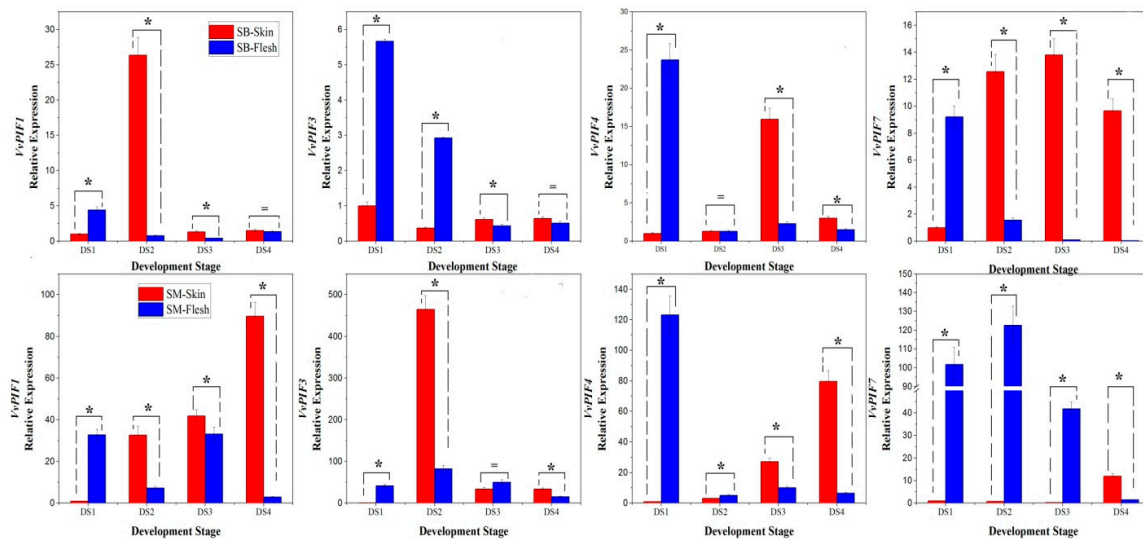 VvPIF1
Relative Expression
30
25
20
15
10
5
0
SB-Skin
SB-Flesh
*
*
*
=
DS1 DS2 DS3 DS4
Development Stage
VvPIF3
Relative Expression
6
5
4
3
2
1
0
*
*
*
=
DS1 DS2 DS3 DS4
Development Stage
VvPIF4
Relative Expression
30
25
20
15
10
5
0
*
=
*
*
DS1 DS2 DS3 DS4
Development Stage
VvPIF7
Relative Expression
16
14
12
10
8
6
4
2
0
*
*
*
*
DS1 DS2 DS3 DS4
Development Stage
VvPIF1
Relative Expression
100
80
60
40
20
0
SM-Skin
SM-Flesh
*
*
*
*
DS1 DS2 DS3 DS4
Development Stage
VvPIF3
Relative Expression
500
400
300
200
100
0
*
*
=
*
DS1 DS2 DS3 DS4
Development Stage
VvPIF4
Relative Expression
140
120
100
80
60
40
20
0
*
*
*
*
DS1 DS2 DS3 DS4
Development Stage
VvPIF7
Relative Expression
150
140
130
120
110
100
90
40
30
20
10
0
*
*
*
*
DS1 DS2 DS3 DS4
Development Stage